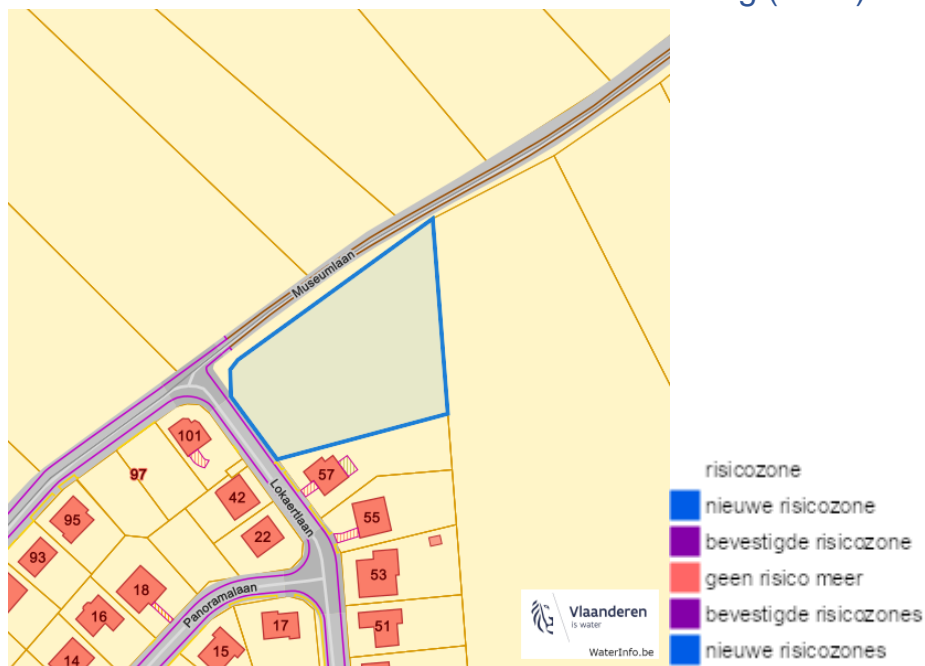 Museumlaan
101
97
57
42
Lokaertlaan
95
55
22
93
53
18
Panoramalaan
16
17
51
15
14
Vlaanderen
is water
WaterInfo.be
risicozone
nieuwe risicozone
bevestigde risicozone
geen risico meer
bevestigde risicozones
nieuwe risicozones